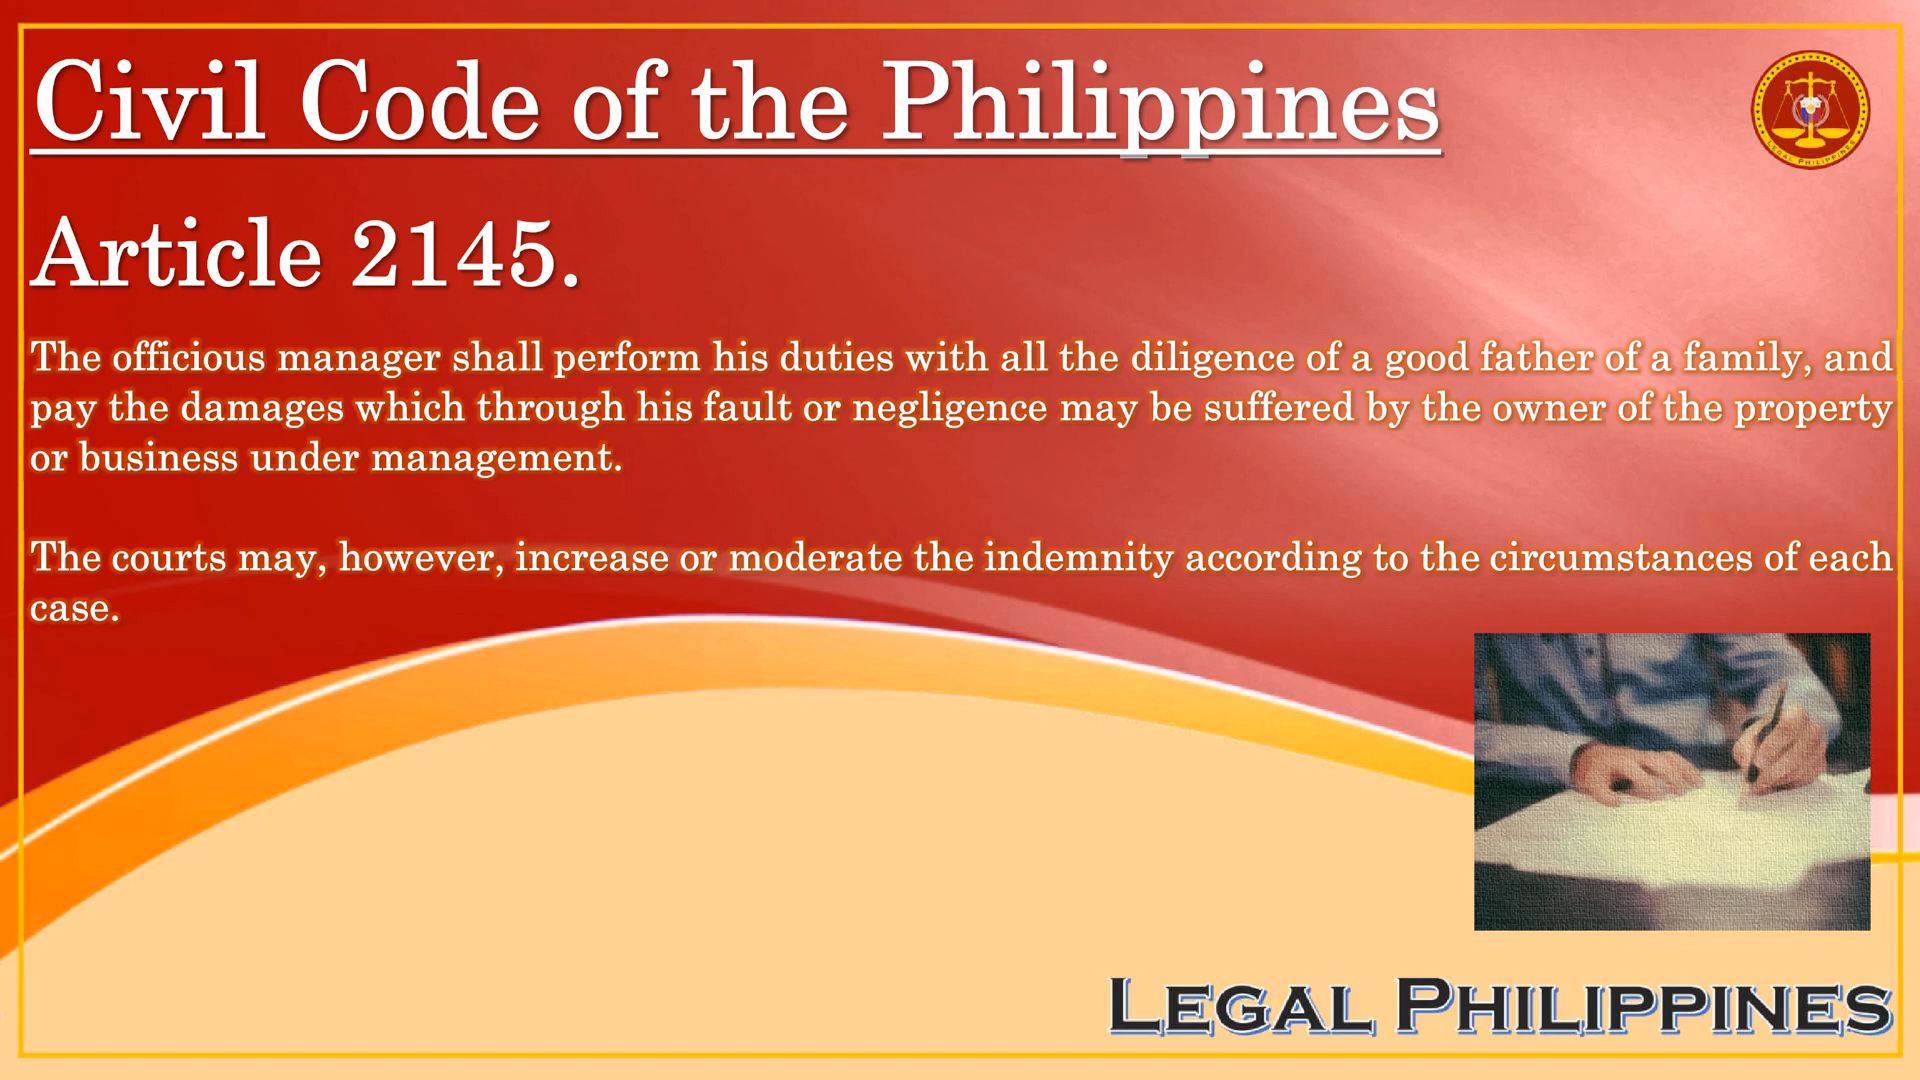 Civil Code of the Philippines
LEGAL PHILIPPINES
Article 2145.
The officious manager shall perform his duties with all the diligence of a good father of a family, and
pay the damages which through his fault or negligence may be suffered by the owner of the property
or business under management.
The courts may, however, increase or moderate the indemnity according to the circumstances of each
case.
LEGAL PHILIPPINES